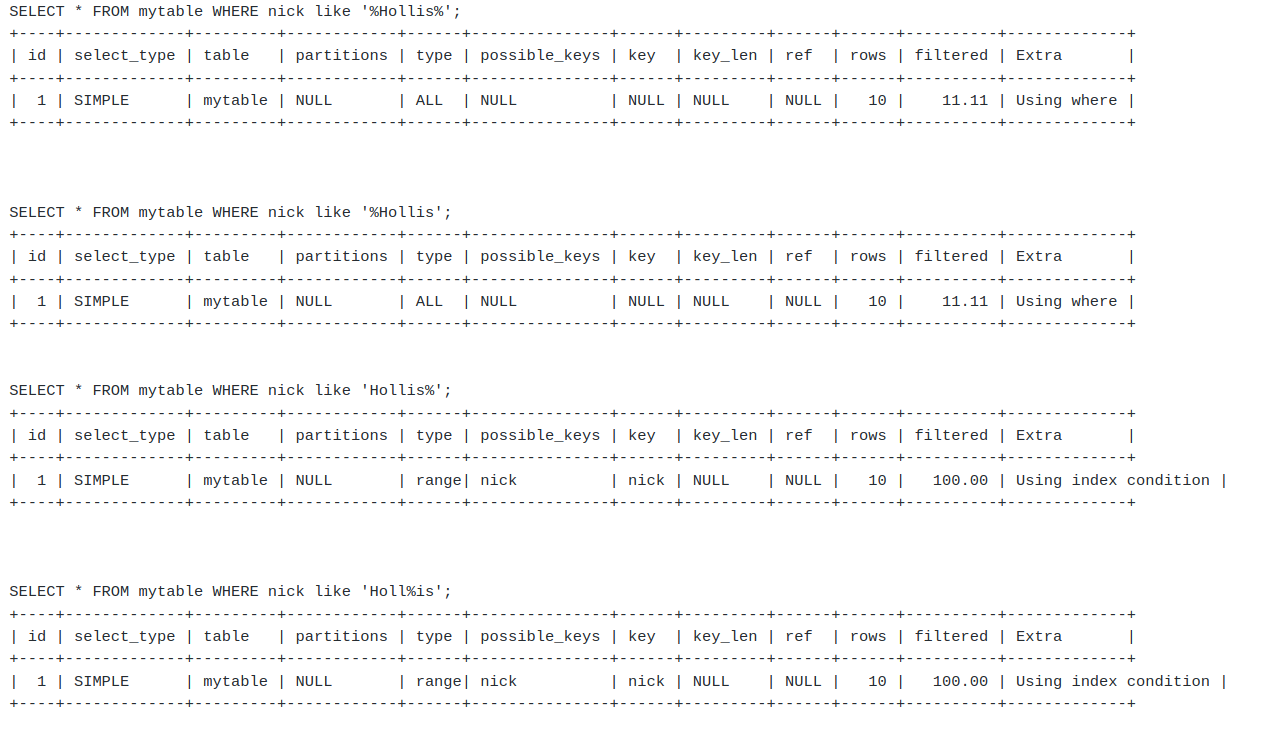 SELECT * FROM mytable WHERE nick like '%Hollis%';
+----+-------------+---------+------------+------+---------------+------+---------+------+------+----------+-------------+
| id | select_type | table   | partitions | type | possible_keys | key  | key_len | ref  | rows | filtered | Extra       |
+----+-------------+---------+------------+------+---------------+------+---------+------+------+----------+-------------+
|  1 | SIMPLE      | mytable | NULL       | ALL  | NULL          | NULL | NULL    | NULL |   10 |    11.11 | Using where |
+----+-------------+---------+------------+------+---------------+------+---------+------+------+----------+-------------+
SELECT * FROM mytable WHERE nick like '%Hollis';
+----+-------------+---------+------------+------+---------------+------+---------+------+------+----------+-------------+
| id | select_type | table   | partitions | type | possible_keys | key  | key_len | ref  | rows | filtered | Extra       |
+----+-------------+---------+------------+------+---------------+------+---------+------+------+----------+-------------+
|  1 | SIMPLE      | mytable | NULL       | ALL  | NULL          | NULL | NULL    | NULL |   10 |    11.11 | Using where |
+----+-------------+---------+------------+------+---------------+------+---------+------+------+----------+-------------+
SELECT * FROM mytable WHERE nick like 'Hollis%';
+----+-------------+---------+------------+------+---------------+------+---------+------+------+----------+-------------+
| id | select_type | table   | partitions | type | possible_keys | key  | key_len | ref  | rows | filtered | Extra       |
+----+-------------+---------+------------+------+---------------+------+---------+------+------+----------+-------------+
|  1 | SIMPLE      | mytable | NULL       | range| nick          | nick | NULL    | NULL |   10 |   100.00 | Using index condition |
+----+-------------+---------+------------+------+---------------+------+---------+------+------+----------+-------------+
SELECT * FROM mytable WHERE nick like 'Holl%is';
+----+-------------+---------+------------+------+---------------+------+---------+------+------+----------+-------------+
| id | select_type | table   | partitions | type | possible_keys | key  | key_len | ref  | rows | filtered | Extra       |
+----+-------------+---------+------------+------+---------------+------+---------+------+------+----------+-------------+
|  1 | SIMPLE      | mytable | NULL       | range| nick          | nick | NULL    | NULL |   10 |   100.00 | Using index condition |
+----+-------------+---------+------------+------+---------------+------+---------+------+------+----------+-------------+